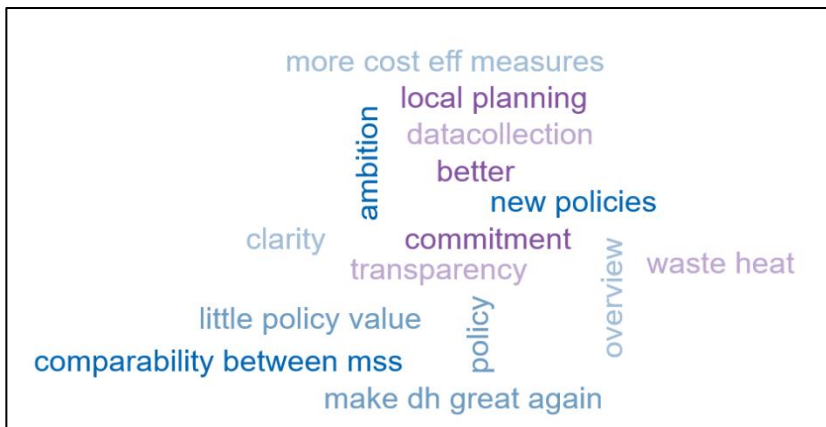 more cost eff measures
local planning
ambition
datacollection
better
new policies
clarity
commitment
transparency
overview
waste heat
little policy value
policy
comparability between mss
make dh great again